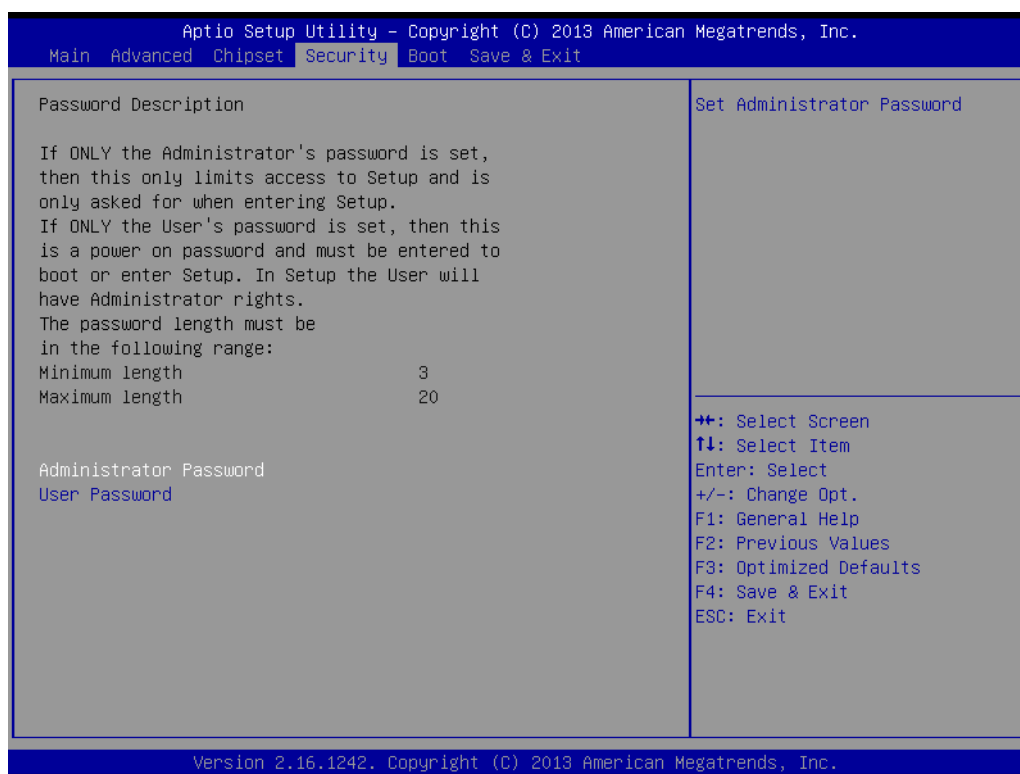 Aptio Setup Utility – Copyright (C) 2013 American Megatrends, Inc.
Main Advanced Chipset Security Boot Save & Exit
Password Description
If ONLY the Administrator's password is set,
then this only limits access to Setup and is
only asked for when entering Setup.
If ONLY the User's password is set, then this
is a power on password and must be entered to
boot or enter Setup. In Setup the User will
have Administrator rights.
The password length must be
in the following range:
Minimum length 3
Maximum length 20
Administrator Password
User Password
Set Administrator Password
→←: Select Screen
↑↓: Select Item
Enter: Select
+/-: Change Opt.
F1: General Help
F2: Previous Values
F3: Optimized Defaults
F4: Save & Exit
ESC: Exit
Version 2.16.1242. Copyright (C) 2013 American Megatrends, Inc.